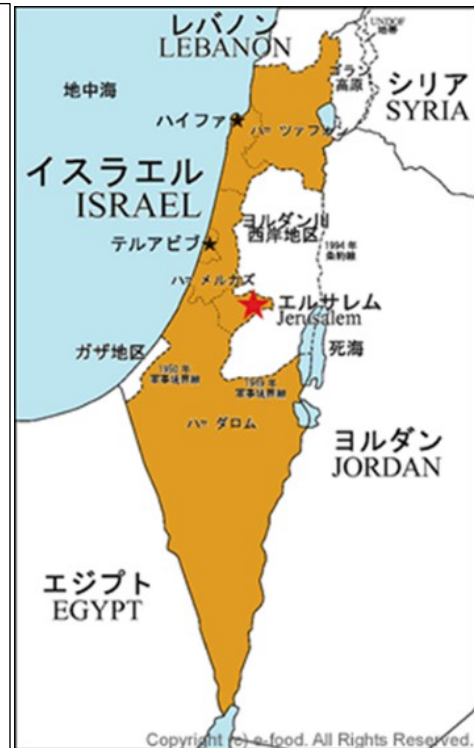 レバノン
LEBANON
UNDOF
地帯
ゴラン
高原
シリア
SYRIA
地中海
ハイファ
ハツァフォン
イスラエル
ISRAEL
ヨルダン川
西岸地区
1994年
条約線
テルアビブ
メルカズ
エルサレム
Jerusalem
ガザ地区
死海
1950年
軍事境界線
1949年
軍事境界線
ダロム
ヨルダン
JORDAN
エジプト
EGYPT
Copyright (c) e-food. All Rights Reserved.